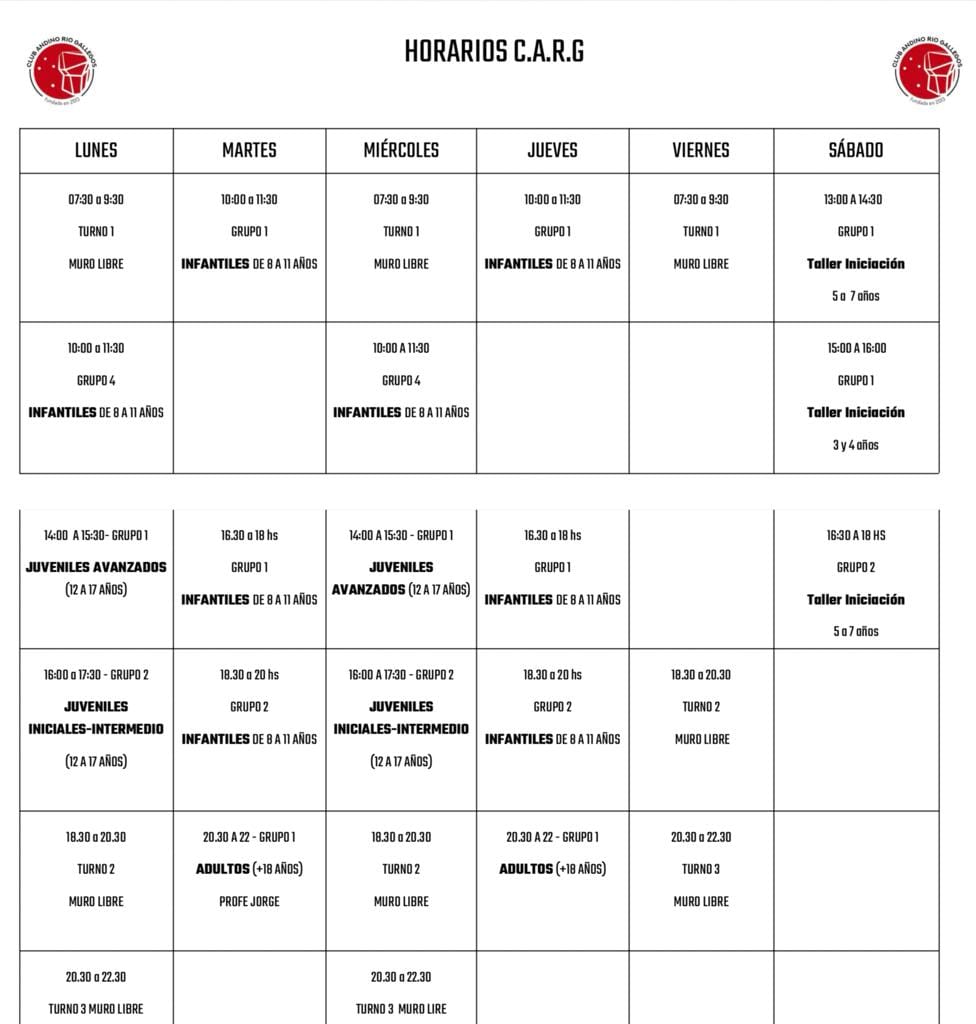 CLUB ANDINO RIO GALLEGOS
Fundado en 2013
HORARIOS C.A.R.G
CLUB ANDINO RIO GALLEGOS
Fundado en 2013
LUNES
MARTES
MIÉRCOLES
JUEVES
VIERNES
SÁBADO
07:30 a 9:30
TURNO 1
MURO LIBRE
10:00 a 11:30
GRUPO 1
INFANTILES DE 8 A 11 AÑOS
07:30 a 9:30
TURNO 1
MURO LIBRE
10:00 a 11:30
GRUPO 1
INFANTILES DE 8 A 11 AÑOS
07:30 a 9:30
TURNO 1
MURO LIBRE
13:00 A 14:30
GRUPO 1
Taller Iniciación
5 a 7 años
10:00 a 11:30
GRUPO 4
INFANTILES DE 8 A 11 AÑOS
10:00 A 11:30
GRUPO 4
INFANTILES DE 8 A 11 AÑOS
15:00 A 16:00
GRUPO 1
Taller Iniciación
3 y 4 años
14:00 A 15:30- GRUPO 1
JUVENILES AVANZADOS
(12 A 17 AÑOS)
16.30 a 18 hs
GRUPO 1
INFANTILES DE 8 A 11 AÑOS
14:00 A 15:30 - GRUPO 1
JUVENILES
AVANZADOS (12 A 17 AÑOS)
16.30 a 18 hs
GRUPO 1
INFANTILES DE 8 A 11 AÑOS
16:30 A 18 HS
GRUPO 2
Taller Iniciación
5 a 7 años
16:00 a 17:30 - GRUPO 2
JUVENILES
INICIALES-INTERMEDIO
(12 A 17 AÑOS)
18.30 a 20 hs
GRUPO 2
INFANTILES DE 8 A 11 AÑOS
16:00 A 17:30 - GRUPO 2
JUVENILES
INICIALES-INTERMEDIO
(12 A 17 AÑOS)
18.30 a 20 hs
GRUPO 2
INFANTILES DE 8 A 11 AÑOS
18.30 a 20.30
TURNO 2
MURO LIBRE
18.30 a 20.30
TURNO 2
MURO LIBRE
20.30 A 22 - GRUPO 1
ADULTOS (+18 AÑOS)
PROFE JORGE
18.30 a 20.30
TURNO 2
MURO LIBRE
20.30 A 22 - GRUPO 1
ADULTOS (+18 AÑOS)
20.30 a 22.30
TURNO 3
MURO LIBRE
20.30 a 22.30
TURNO 3 MURO LIBRE
20.30 a 22.30
TURNO 3 MURO LIRE